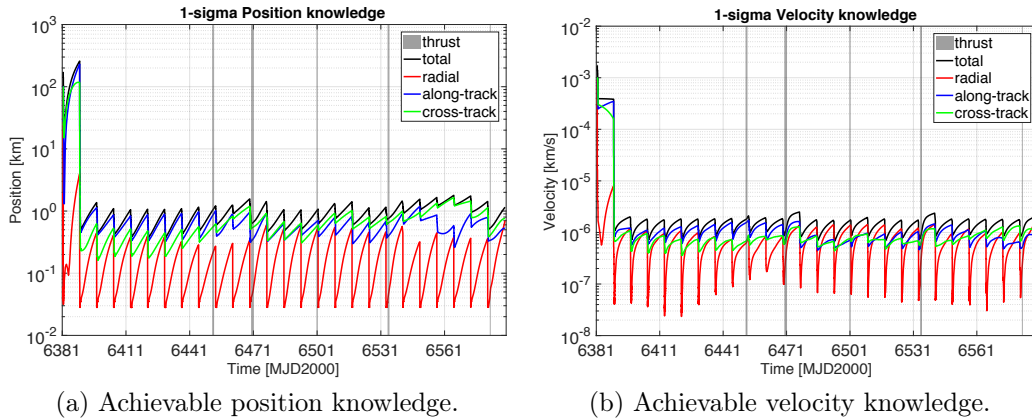 1-sigma Position knowledge
10^3
10^2
10^1
10^0
10^-1
10^-2
Position [km]
thrust
total
radial
along-track
cross-track
6381 6411 6441 6471 6501 6531 6561
Time [MJD2000]
(a) Achievable position knowledge.
1-sigma Velocity knowledge
10^-2
10^-3
10^-4
10^-5
10^-6
10^-7
10^-8
Velocity [km/s]
thrust
total
radial
along-track
cross-track
6381 6411 6441 6471 6501 6531 6561
Time [MJD2000]
(b) Achievable velocity knowledge.